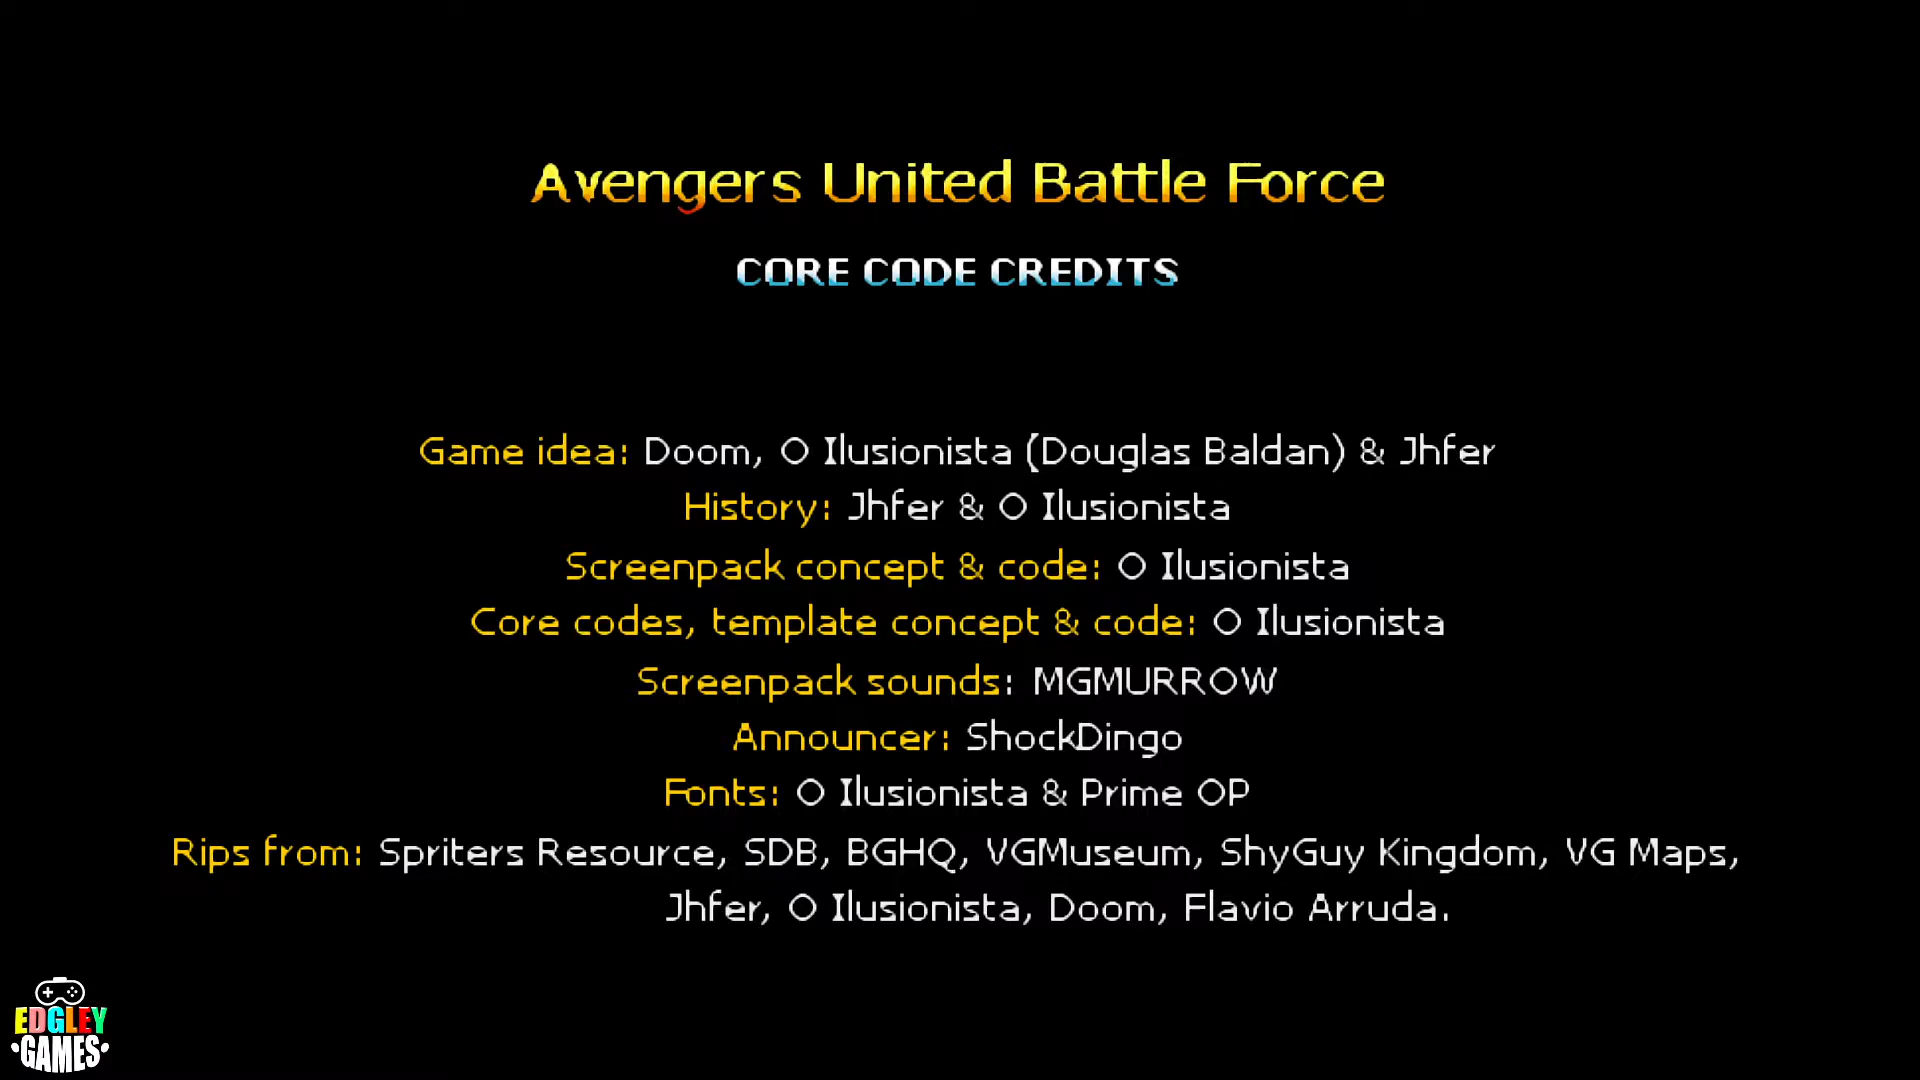 Avengers United Battle Force
CORE CODE CREDITS
Game idea: Doom, O Ilusionista (Douglas Baldan) & Jhfer
History: Jhfer & O Ilusionista
Screenpack concept & code: O Ilusionista
Core codes, template concept & code: O Ilusionista
Screenpack sounds: MGMURROW
Announcer: ShockDingo
Fonts: O Ilusionista & Prime OP
Rips from: Spriters Resource, SDB, BGHQ, VGMuseum, ShyGuy Kingdom, VG Maps,
Jhfer, O Ilusionista, Doom, Flavio Arruda.
EDGLEY
•GAMES•